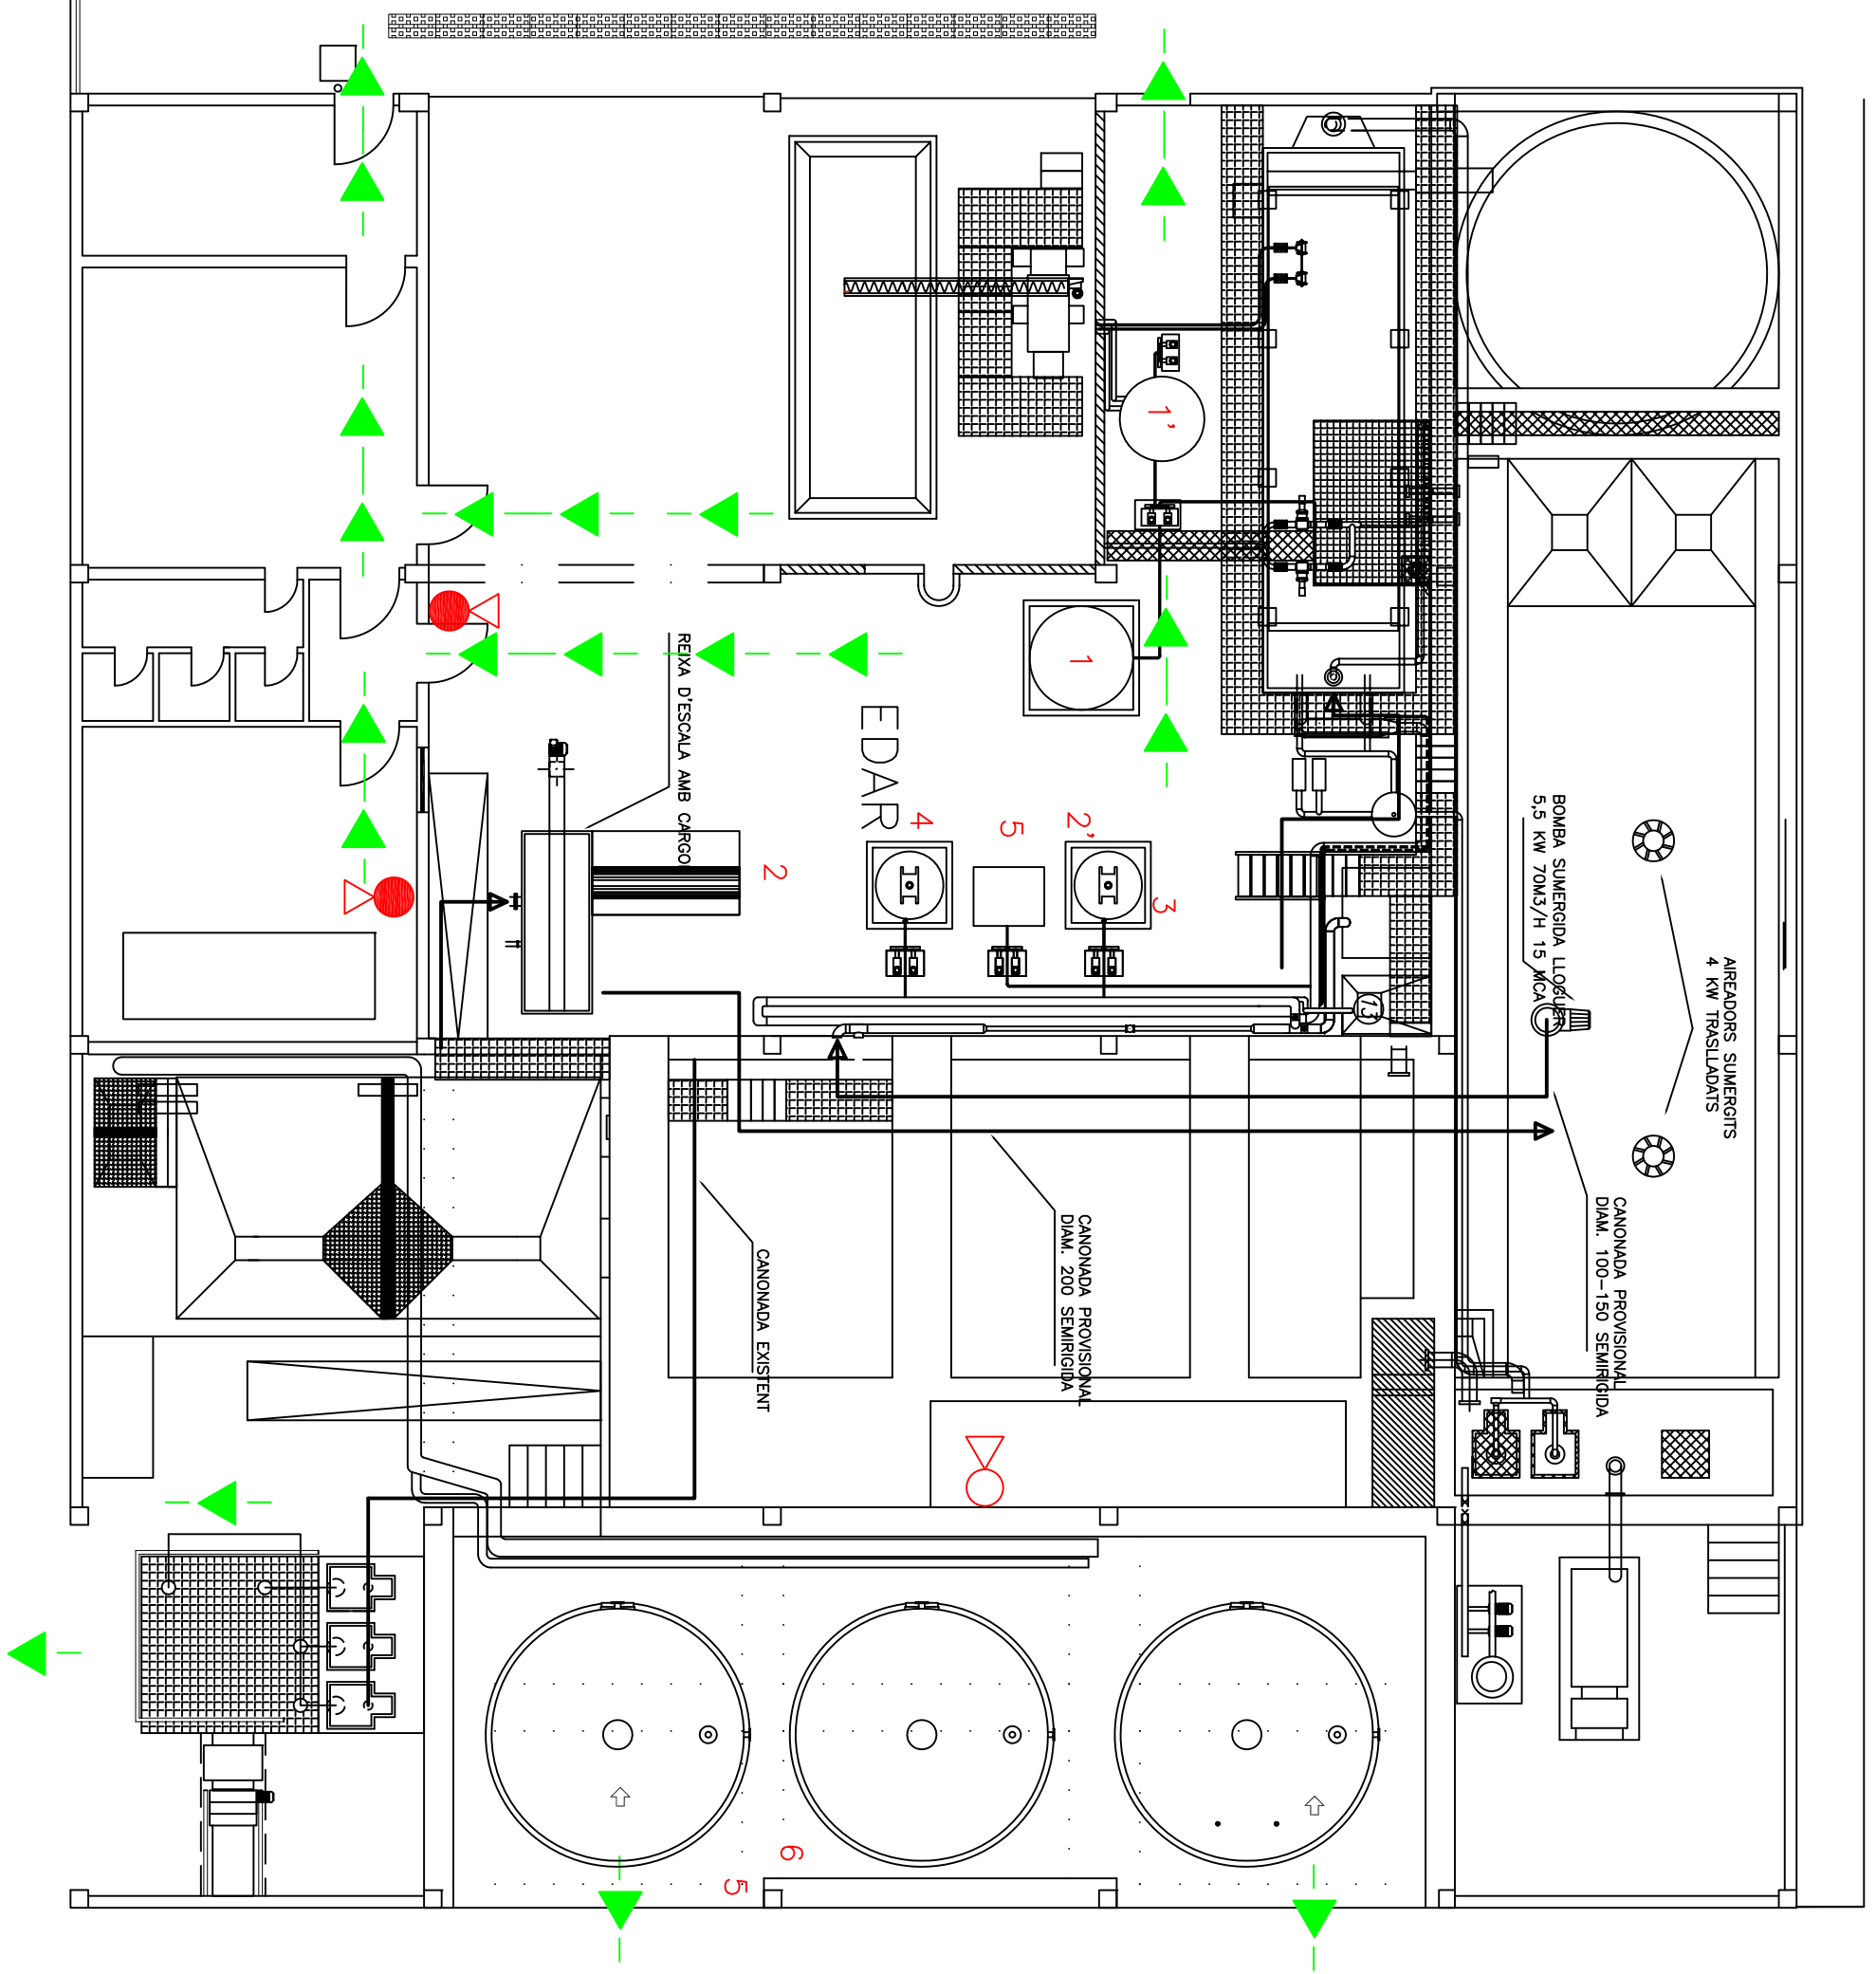 REIXA D'ESCALA AMB CARGOL
EDAR
BOMBA SUMERGIDA LLOGUER
5,5 KW 70M3/H 15 MCA
AIREADORS SUMERGITS
4 KW TRASLLADATS
CANONADA PROVISIONAL
DIAM. 100-150 SEMIRIGIDA
CANONADA PROVISIONAL
DIAM. 200 SEMIRIGIDA
CANONADA EXISTENT
1'
1
2
4
5
2'
3
13
6
5